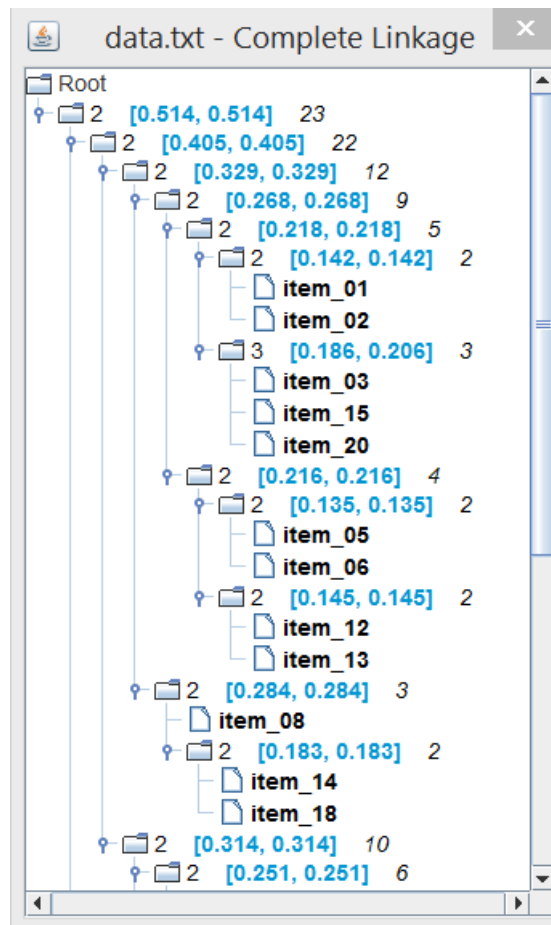 data.txt - Complete Linkage
Root
2 [0.514, 0.514] 23
2 [0.405, 0.405] 22
2 [0.329, 0.329] 12
2 [0.268, 0.268] 9
2 [0.218, 0.218] 5
2 [0.142, 0.142] 2
item_01
item_02
3 [0.186, 0.206] 3
item_03
item_15
item_20
2 [0.216, 0.216] 4
2 [0.135, 0.135] 2
item_05
item_06
2 [0.145, 0.145] 2
item_12
item_13
2 [0.284, 0.284] 3
item_08
2 [0.183, 0.183] 2
item_14
item_18
2 [0.314, 0.314] 10
2 [0.251, 0.251] 6